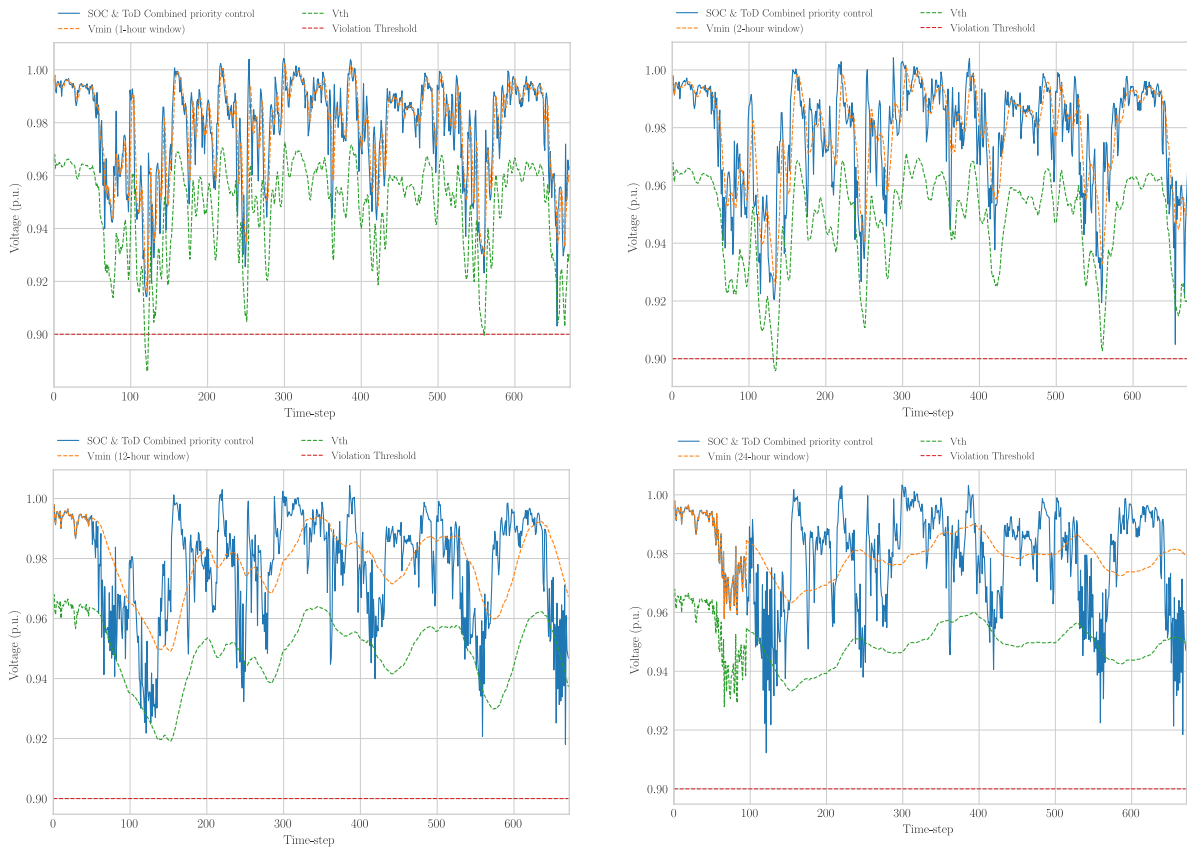 SOC & ToD Combined priority control
Vth
Vmin (1-hour window)
Violation Threshold
1.00
0.98
0.96
0.94
0.92
0.90
Voltage (p.u.)
0
100
200
300
400
500
600
Time-step
SOC & ToD Combined priority control
Vth
Vmin (2-hour window)
Violation Threshold
1.00
0.98
0.96
0.94
0.92
0.90
Voltage (p.u.)
0
100
200
300
400
500
600
Time-step
SOC & ToD Combined priority control
Vth
Vmin (12-hour window)
Violation Threshold
1.00
0.98
0.96
0.94
0.92
0.90
Voltage (p.u.)
0
100
200
300
400
500
600
Time-step
SOC & ToD Combined priority control
Vth
Vmin (24-hour window)
Violation Threshold
1.00
0.98
0.96
0.94
0.92
0.90
Voltage (p.u.)
0
100
200
300
400
500
600
Time-step